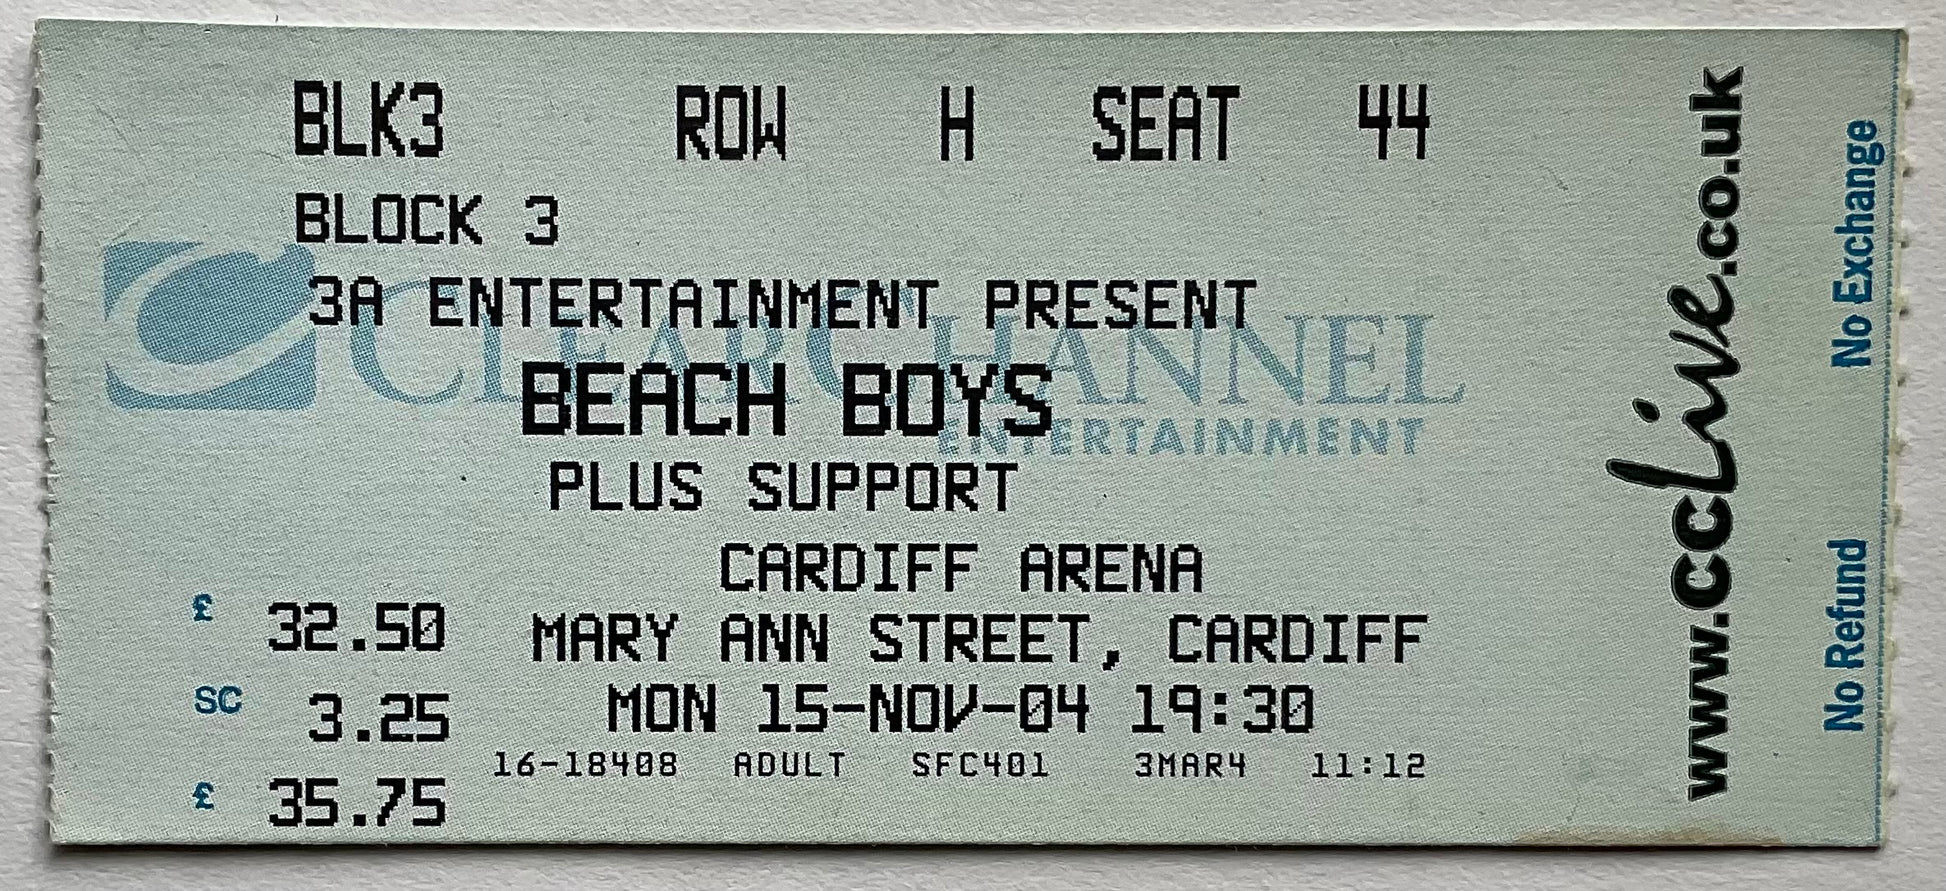 BLK3 ROW H SEAT 44
BLOCK 3
3A ENTERTAINMENT PRESENT
CLEARCHANNEL
ENTERTAINMENT
BEACH BOYS
PLUS SUPPORT
CARDIFF ARENA
£ 32.50 MARY ANN STREET, CARDIFF
SC 3.25 MON 15-NOV-04 19:30
16-18408 ADULT SFC401 3MAR4 11:12
£ 35.75
www.ccLive.co.uk
No Refund No Exchange